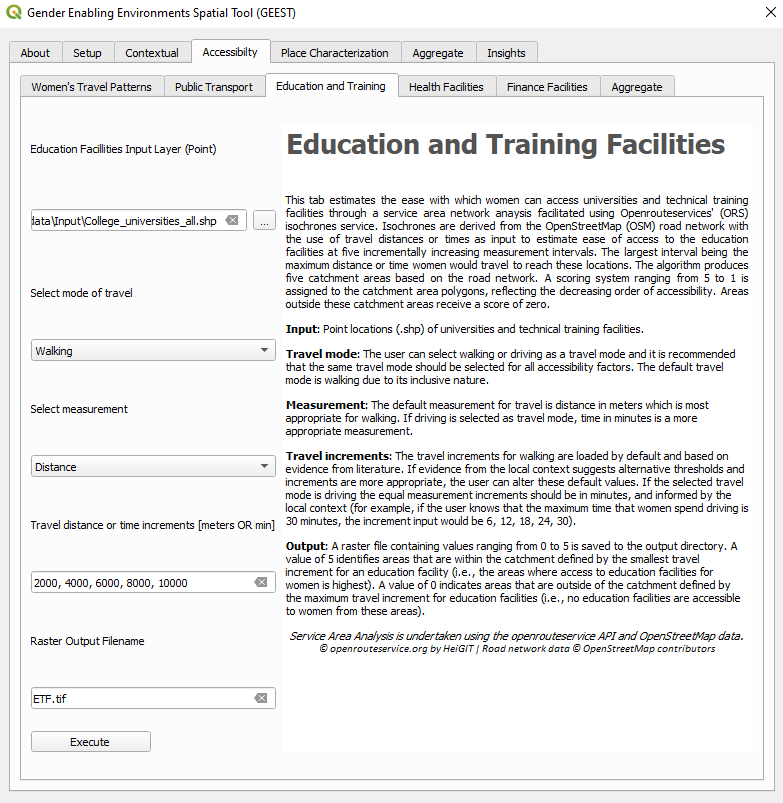 Gender Enabling Environments Spatial Tool (GEEST)
About
Setup
Contextual
Accessibilty
Place Characterization
Aggregate
Insights
Women's Travel Patterns
Public Transport
Education and Training
Health Facilities
Finance Facilities
Aggregate
Education Facillities Input Layer (Point)
data\Input\College_universities_all.shp
...
Select mode of travel
Walking
Select measurement
Distance
Travel distance or time increments [meters OR min]
2000, 4000, 6000, 8000, 10000
Raster Output Filename
ETF.tif
Execute
Education and Training Facilities
This tab estimates the ease with which women can access universities and technical training
facilities through a service area network anaysis facilitated using Openrouteservices' (ORS)
isochrones service. Isochrones are derived from the OpenStreetMap (OSM) road network with
the use of travel distances or times as input to estimate ease of access to the education
facilities at five incrementally increasing measurement intervals. The largest interval being the
maximum distance or time women would travel to reach these locations. The algorithm produces
five catchment areas based on the road network. A scoring system ranging from 5 to 1 is
assigned to the catchment area polygons, reflecting the decreasing order of accessibility. Areas
outside these catchment areas receive a score of zero.
Input: Point locations (.shp) of universities and technical training facilities.
Travel mode: The user can select walking or driving as a travel mode and it is recommended
that the same travel mode should be selected for all accessibility factors. The default travel
mode is walking due to its inclusive nature.
Measurement: The default measurement for travel is distance in meters which is most
appropriate for walking. If driving is selected as travel mode, time in minutes is a more
appropriate measurement.
Travel increments: The travel increments for walking are loaded by default and based on
evidence from literature. If evidence from the local context suggests alternative thresholds and
increments are more appropriate, the user can alter these default values. If the selected travel
mode is driving the equal measurement increments should be in minutes, and informed by the
local context (for example, if the user knows that the maximum time that women spend driving is
30 minutes, the increment input would be 6, 12, 18, 24, 30).
Output: A raster file containing values ranging from 0 to 5 is saved to the output directory. A
value of 5 identifies areas that are within the catchment defined by the smallest travel
increment for an education facility (i.e., the areas where access to education facilities for
women is highest). A value of 0 indicates areas that are outside of the catchment defined by
the maximum travel increment for education facilities (i.e., no education facilities are accessible
to women from these areas).
Service Area Analysis is undertaken using the openrouteservice API and OpenStreetMap data.
© openrouteservice.org by HeiGIT | Road network data © OpenStreetMap contributors